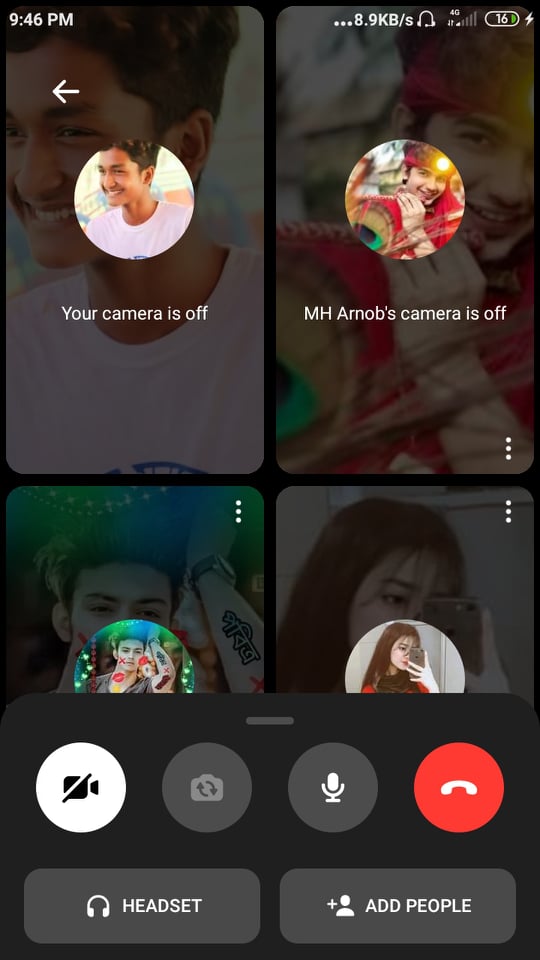 9:46 PM
...8.9KB/s
4G
16
Your camera is off
MH Arnob's camera is off
HEADSET
ADD PEOPLE